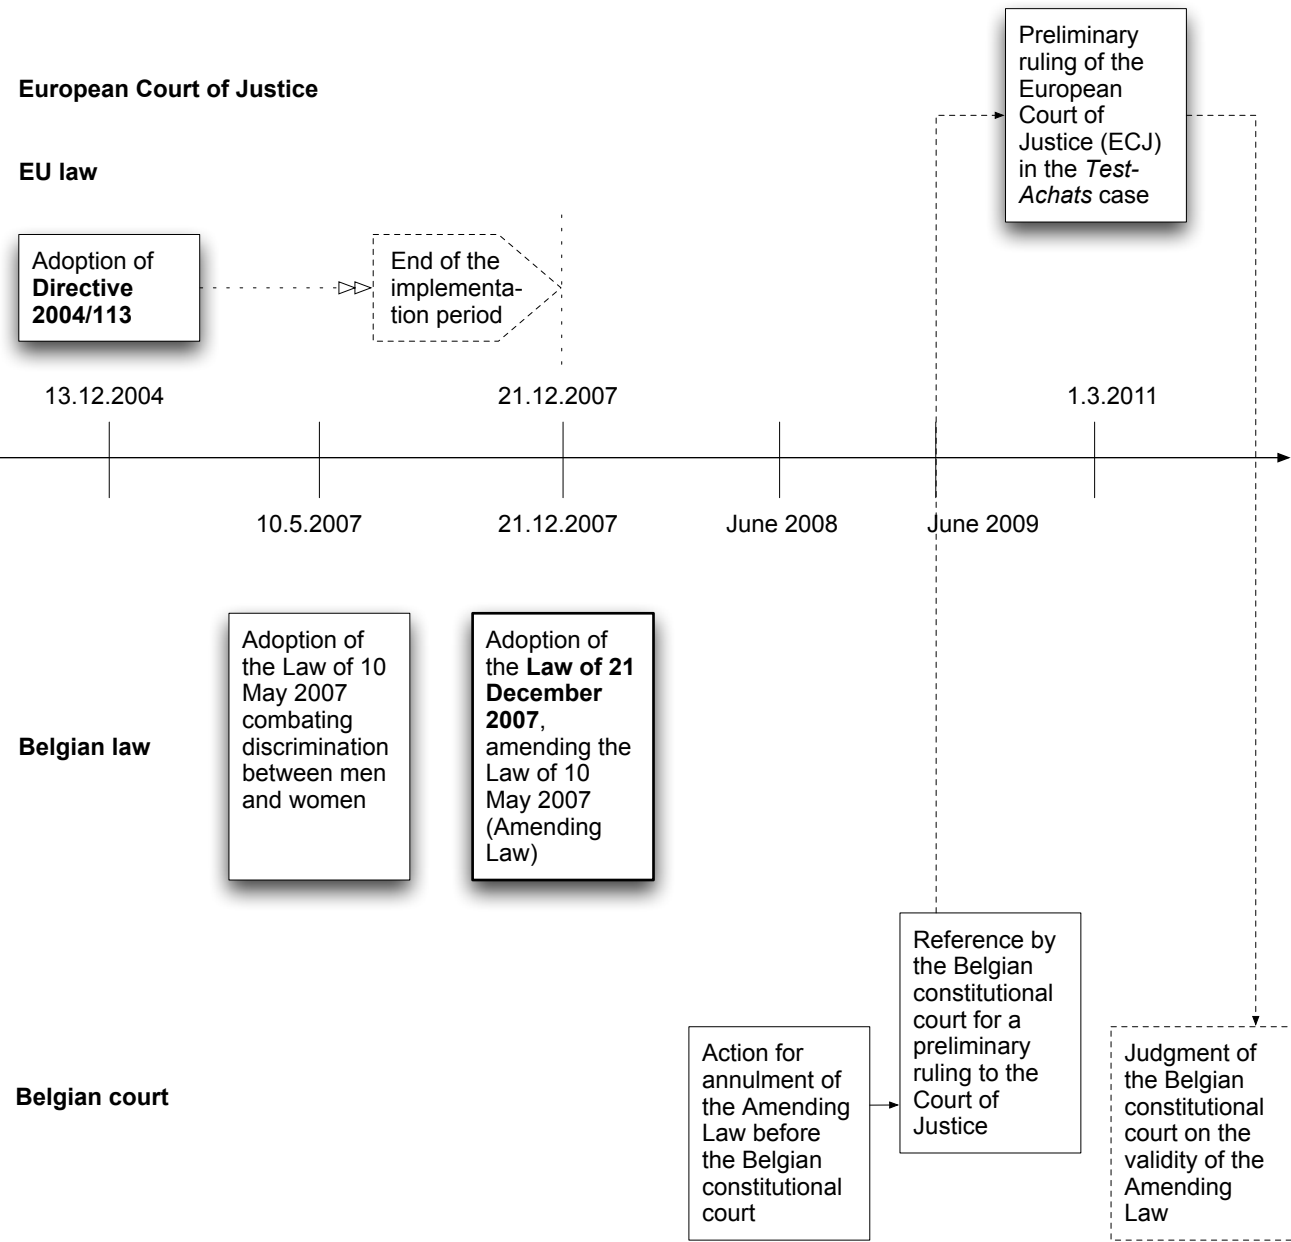 Preliminary
ruling of the
European
Court of
Justice (ECJ)
in the Test-
Achats case
European Court of Justice
EU law
Adoption of
Directive
2004/113
End of the
implementa-
tion period
13.12.2004
21.12.2007
1.3.2011
10.5.2007
21.12.2007
June 2008
June 2009
Belgian law
Adoption of
the Law of 10
May 2007
combating
discrimination
between men
and women
Adoption of
the Law of 21
December
2007,
amending the
Law of 10
May 2007
(Amending
Law)
Belgian court
Action for
annulment of
the Amending
Law before
the Belgian
constitutional
court
Reference by
the Belgian
constitutional
court for a
preliminary
ruling to the
Court of
Justice
Judgment of
the Belgian
constitutional
court on the
validity of the
Amending
Law